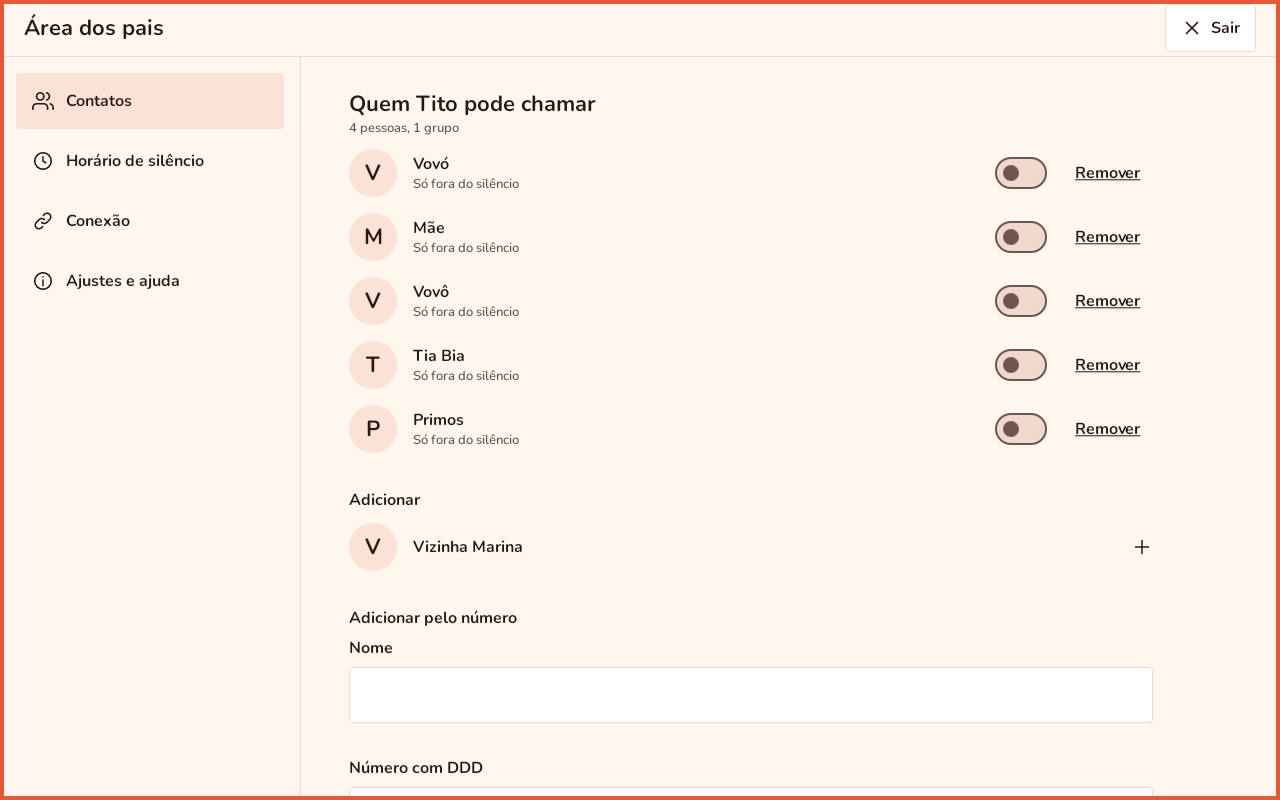 Área dos pais
Sair
Contatos
Horário de silêncio
Conexão
Ajustes e ajuda
Quem Tito pode chamar
4 pessoas, 1 grupo
V
Vovó
Só fora do silêncio
Remover
M
Mãe
Só fora do silêncio
Remover
V
Vovô
Só fora do silêncio
Remover
T
Tia Bia
Só fora do silêncio
Remover
P
Primos
Só fora do silêncio
Remover
Adicionar
V
Vizinha Marina
Adicionar pelo número
Nome
Número com DDD